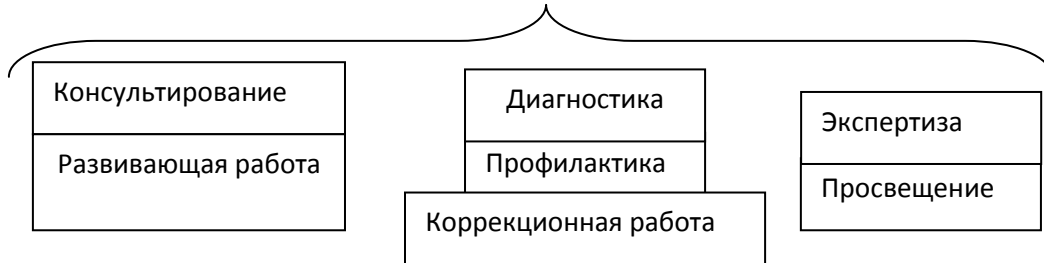 Консультирование
Развивающая работа
Диагностика
Профилактика
Коррекционная работа
Экспертиза
Просвещение